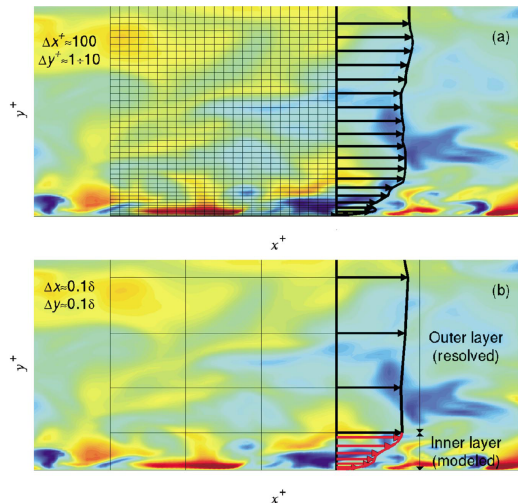 Δx⁺≈100
(a)
Δy⁺≈1÷10
y⁺
x⁺
Δx≈0.1δ
(b)
Δy≈0.1δ
y⁺
Outer layer
(resolved)
Inner layer
(modeled)
x⁺